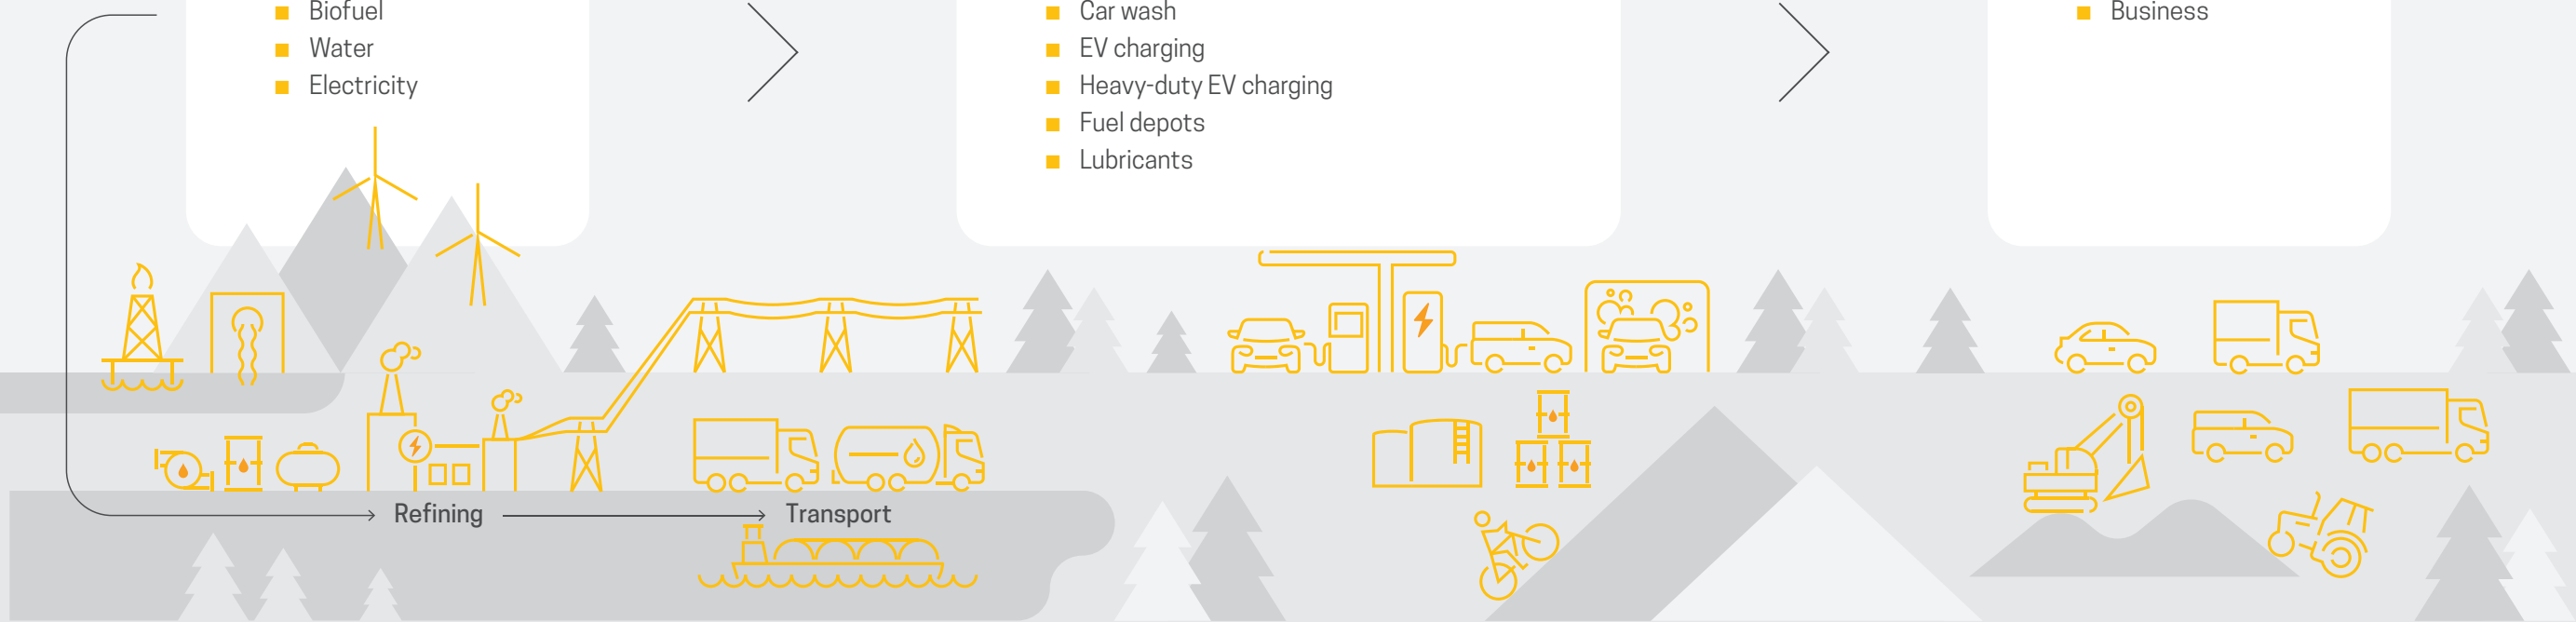 Biofuel
Water
Electricity
Car wash
EV charging
Heavy-duty EV charging
Fuel depots
Lubricants
Business
Refining
Transport